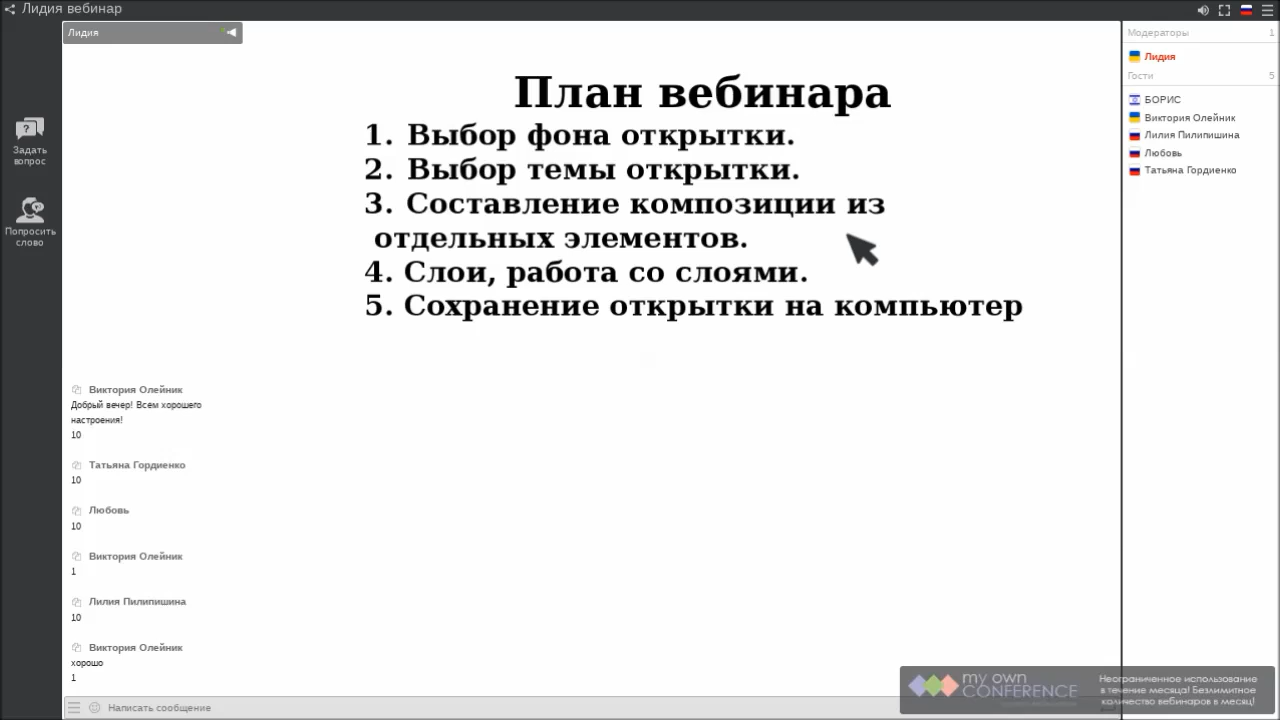 Лидия вебинар
Лидия
План вебинара
1. Выбор фона открытки.
2. Выбор темы открытки.
3. Составление композиции из
отдельных элементов.
4. Слои, работа со слоями.
5. Сохранение открытки на компьютер
Задать
вопрос
Попросить
слово
Виктория Олейник
Добрый вечер! Всем хорошего
настроения!
10
Татьяна Гордиенко
10
Любовь
10
Виктория Олейник
1
Лилия Пилипишина
10
Виктория Олейник
хорошо
1
Написать сообщение
Модераторы 1
Лидия
Гости 5
БОРИС
Виктория Олейник
Лилия Пилипишина
Любовь
Татьяна Гордиенко
my own
CONFERENCE
Неограниченное использование
в течение месяца! Безлимитное
количество вебинаров в месяц!